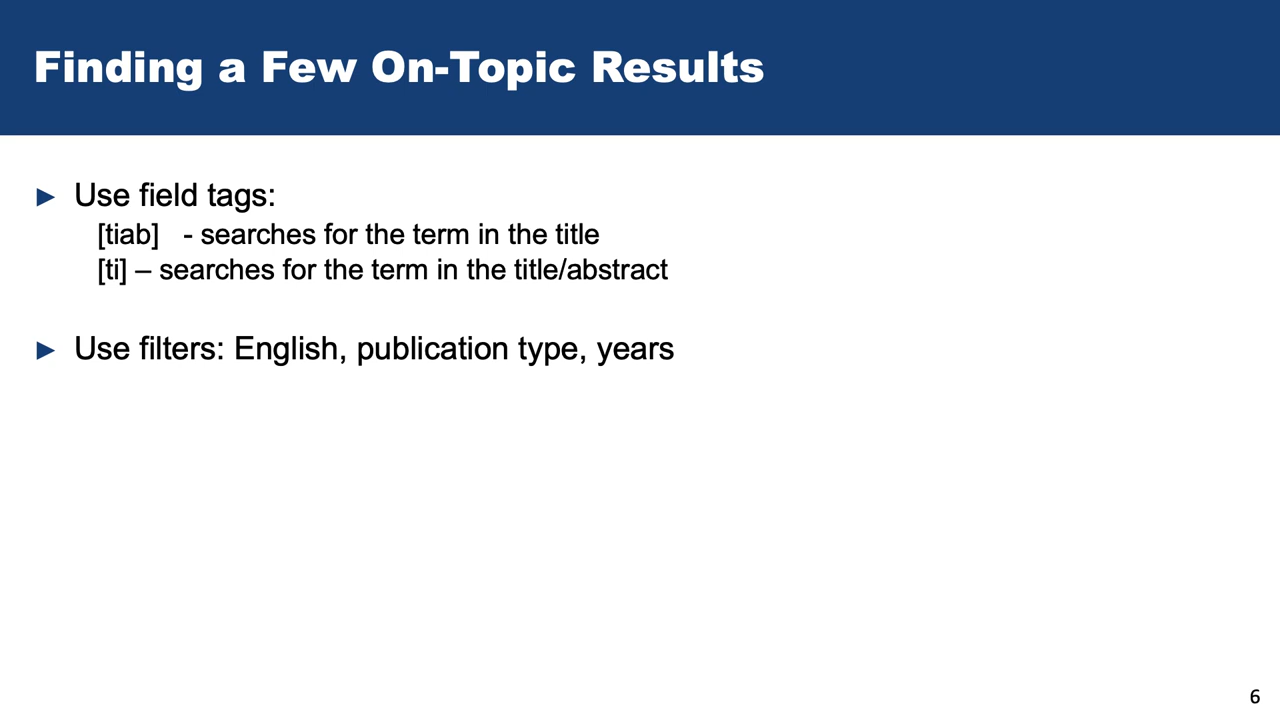 Finding a Few On-Topic Results
► Use field tags:
[tiab] - searches for the term in the title
[ti] – searches for the term in the title/abstract
► Use filters: English, publication type, years
6